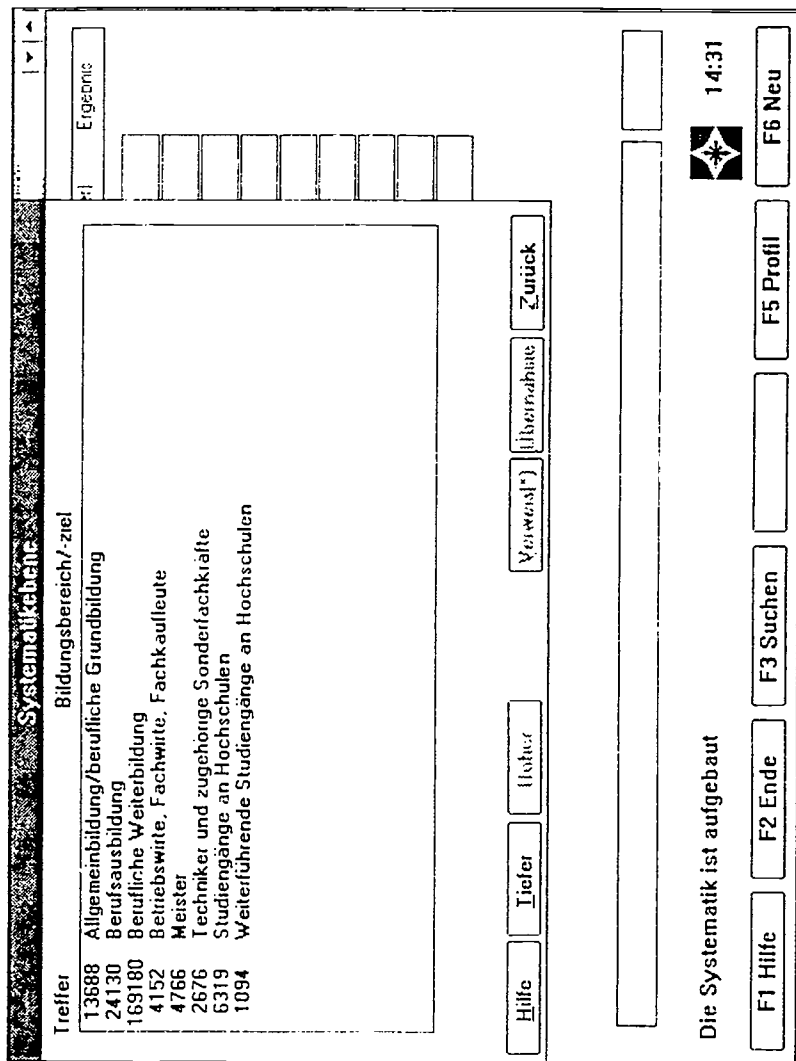 Systematikebene
Ergebnis
Treffer Bildungsbereich/-ziel
13688 Allgemeinbildung/berufliche Grundbildung
24130 Berufsausbildung
169180 Berufliche Weiterbildung
4152 Betriebswirte, Fachwirte, Fachkaufleute
4766 Meister
2676 Techniker und zugehörige Sonderfachkräfte
6319 Studiengänge an Hochschulen
1094 Weiterführende Studiengänge an Hochschulen
Hilfe Tiefer Höher Verweis(*) Übernahme Zurück
Die Systematik ist aufgebaut 14:31
F1 Hilfe F2 Ende F3 Suchen F5 Profil F6 Neu